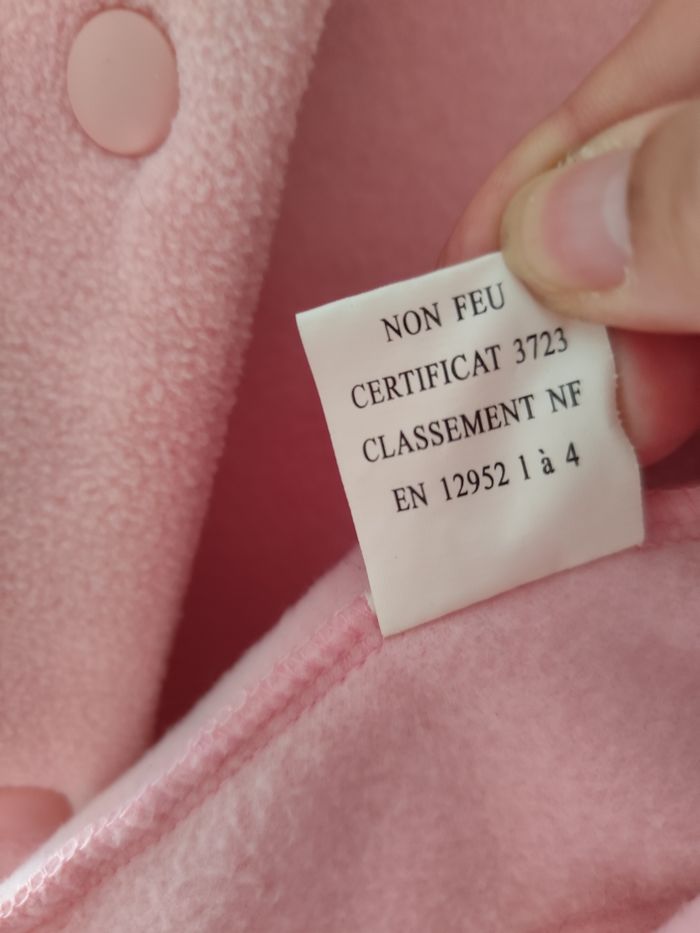 NON FEU
CERTIFICAT 3723
CLASSEMENT NF
EN 12952 1 à 4